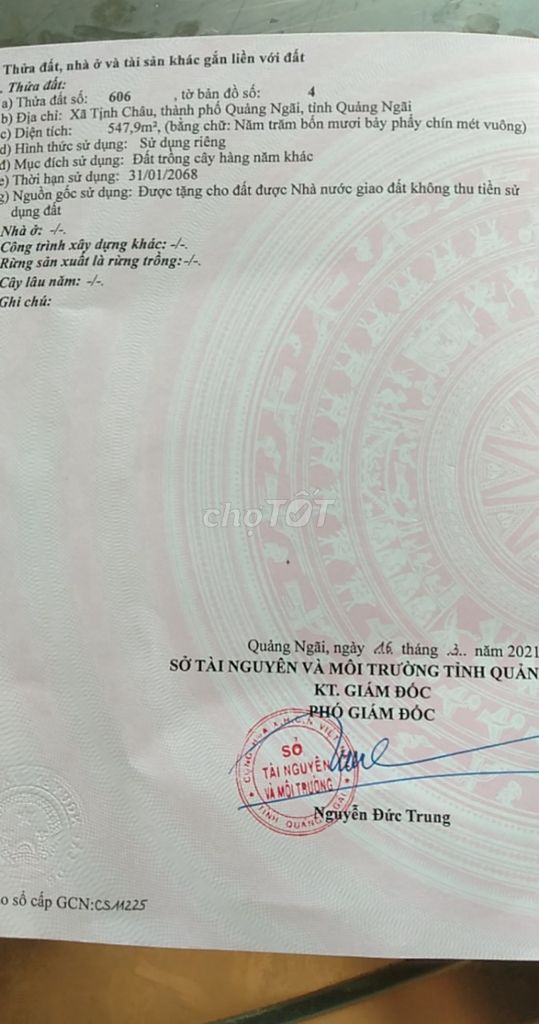 Thửa đất, nhà ở và tài sản khác gắn liền với đất
. Thửa đất:
a) Thửa đất số: 606 , tờ bản đồ số: 4
b) Địa chỉ: Xã Tịnh Châu, thành phố Quảng Ngãi, tỉnh Quảng Ngãi
c) Diện tích: 547,9m², (bằng chữ: Năm trăm bốn mươi bảy phẩy chín mét vuông)
d) Hình thức sử dụng: Sử dụng riêng
đ) Mục đích sử dụng: Đất trồng cây hàng năm khác
e) Thời hạn sử dụng: 31/01/2068
g) Nguồn gốc sử dụng: Được tặng cho đất được Nhà nước giao đất không thu tiền sử
dụng đất
Nhà ở: -/-.
Công trình xây dựng khác: -/-.
Rừng sản xuất là rừng trồng: -/-.
Cây lâu năm: -/-.
Ghi chú:
chợTỐT
Quảng Ngãi, ngày 16 tháng 3.. năm 2021
SỞ TÀI NGUYÊN VÀ MÔI TRƯỜNG TỈNH QUẢN
KT. GIÁM ĐỐC
PHÓ GIÁM ĐỐC
CỘNG HÒA X.H.C.N VIỆT
SỞ
TÀI NGUYÊN
VÀ MÔI TRƯỜNG
TỈNH QUẢNG NGÃI
Nguyễn Đức Trung
o sổ cấp GCN:CS11225